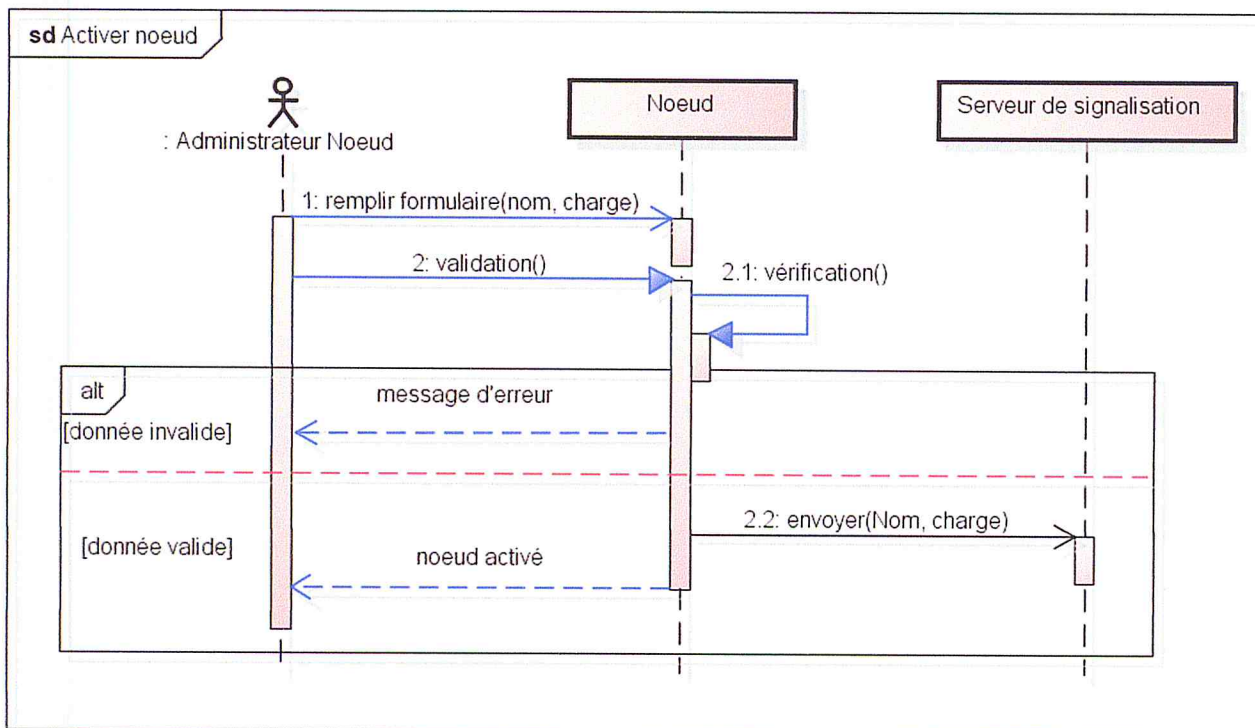 sd Activer noeud
: Administrateur Noeud
Noeud
Serveur de signalisation
1: remplir formulaire(nom, charge)
2: validation()
2.1: vérification()
alt
message d'erreur
[donnée invalide]
2.2: envoyer(Nom, charge)
[donnée valide]
noeud activé